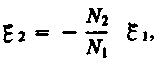 ξ₂ = − N₂/N₁ ξ₁,